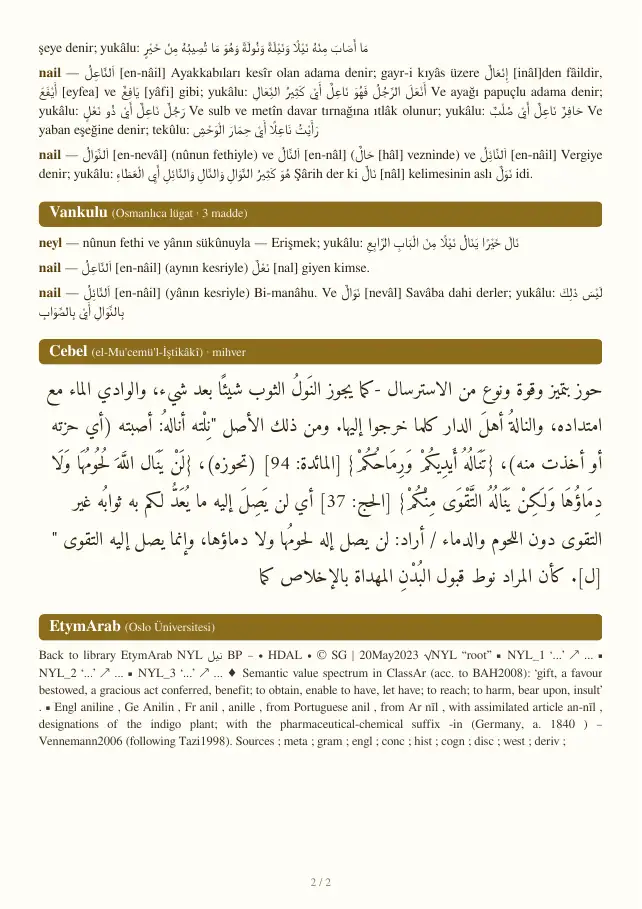 şeye denir; yukâlu: مَا أَصَابَ مِنْهُ نَيْلًا وَنَيْلَةً وَنُولَةً وَهُوَ مَا تُصِيبُهُ مِنْ خَيْرٍ
nail — اَلنَّاعِلُ [en-nâil] Ayakkabıları kesîr olan adama denir; gayr-i kıyâs üzere إِنْعَالٌ [inâl]den fâildir,
أَيْفَعَ [eyfea] ve يَافِعٌ [yâfi] gibi; yukâlu: أَنْعَلَ الرَّجُلُ فَهُوَ نَاعِلٌ أَيْ كَثِيرُ النِّعَالِ Ve ayağı papuçlu adama denir;
yukâlu: رَجُلٌ نَاعِلٌ أَيْ ذُو نَعْلٍ Ve sulb ve metîn davar tırnağına ıtlâk olunur; yukâlu: حَافِرٌ نَاعِلٌ أَيْ صُلْبٌ Ve
yaban eşeğine denir; tekûlu: رَأَيْتُ نَاعِلًا أَيْ حِمَارَ الْوَحْشِ
nail — اَلنَّوَالُ [en-nevâl] (nûnun fethiyle) ve اَلنَّالُ [en-nâl] (حَالٌ [hâl] vezninde) ve اَلنَّائِلُ [en-nâil] Vergiye
denir; yukâlu: هُوَ كَثِيرُ النَّوَالِ وَالنَّالِ وَالنَّائِلِ أَيِ الْعَطَاءِ Şârih der ki نَالٌ [nâl] kelimesinin aslı نَوَلٌ idi.
Vankulu (Osmanlıca lügat · 3 madde)
neyl — nûnun fethi ve yânın sükûnuyla — Erişmek; yukâlu: نَالَ خَيْرًا يَنَالُ نَيْلًا مِنَ الْبَابِ الرَّابِعِ
nail — اَلنَّاعِلُ [en-nâil] (aynın kesriyle) نَعْلٌ [nal] giyen kimse.
nail — اَلنَّائِلُ [en-nâil] (yânın kesriyle) Bi-manâhu. Ve نَوَالٌ [nevâl] Savâba dahi derler; yukâlu: لَيْسَ ذٰلِكَ
بِالنَّوَالِ أَيْ بِالصَّوَابِ
Cebel (el-Mu'cemü'l-İştikâkî) · mihver
حوز بتميز وقوة ونوع من الاسترسال -كما يجوز النَولُ الثوب شيئًا بعد شيء، والوادي الماء مع
امتداده، والنالةُ أهلَ الدار كلما خرجوا إليها. ومن ذلك الأصل "نِلْته أنالهُ: أصبته (أي حزته
أو أخذت منه)، {تَنَالُهُ أَيْدِيكُمْ وَرِمَاحُكُمْ} [المائدة: 94] (تحوزه)، {لَنْ يَنَال اللَّهَ لُحُومُهَا وَلَا
دِمَاؤُهَا وَلَكِنْ يَنَالُهُ التَّقْوَى مِنْكُمْ} [الحج: 37] أي لن يَصِلَ إليه ما يُعَدُّ لكم به ثوابُه غير
التقوى دون اللحوم والدماء / أراد: لن يصل إله لحومُها ولا دماؤها، وإنما يصل إليه التقوى "
[ل]. كأن المراد نوط قبول البُدْنِ المهداة بالإخلاص كما
EtymArab (Oslo Üniversitesi)
Back to library EtymArab NYL نيل BP – • HDAL • © SG | 20May2023 √NYL “root” ▪ NYL_1 ‘...’ ↗ ... ▪
NYL_2 ‘...’ ↗ ... ▪ NYL_3 ‘...’ ↗ ... ♦ Semantic value spectrum in ClassAr (acc. to BAH2008): ‘gift, a favour
bestowed, a gracious act conferred, benefit; to obtain, enable to have, let have; to reach; to harm, bear upon, insult’
. ▪ Engl aniline , Ge Anilin , Fr anil , anille , from Portuguese anil , from Ar nīl , with assimilated article an-nīl ,
designations of the indigo plant; with the pharmaceutical-chemical suffix -in (Germany, a. 1840 ) –
Vennemann2006 (following Tazi1998). Sources ; meta ; gram ; engl ; conc ; hist ; cogn ; disc ; west ; deriv ;
2 / 2